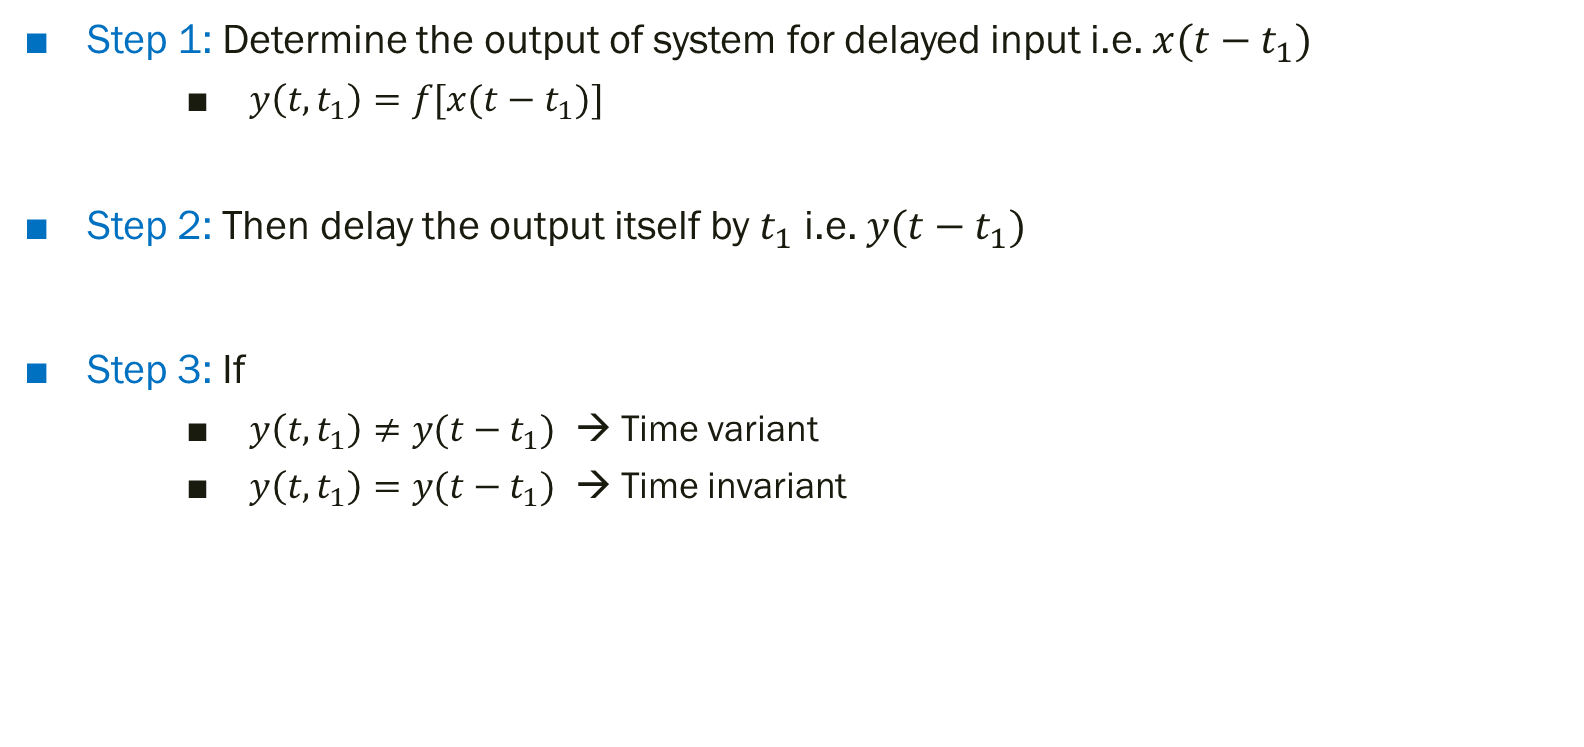 ■ Step 1: Determine the output of system for delayed input i.e. 𝑥(𝑡 − 𝑡₁)
■ 𝑦(𝑡, 𝑡₁) = 𝑓[𝑥(𝑡 − 𝑡₁)]
■ Step 2: Then delay the output itself by 𝑡₁ i.e. 𝑦(𝑡 − 𝑡₁)
■ Step 3: If
■ 𝑦(𝑡, 𝑡₁) ≠ 𝑦(𝑡 − 𝑡₁) → Time variant
■ 𝑦(𝑡, 𝑡₁) = 𝑦(𝑡 − 𝑡₁) → Time invariant